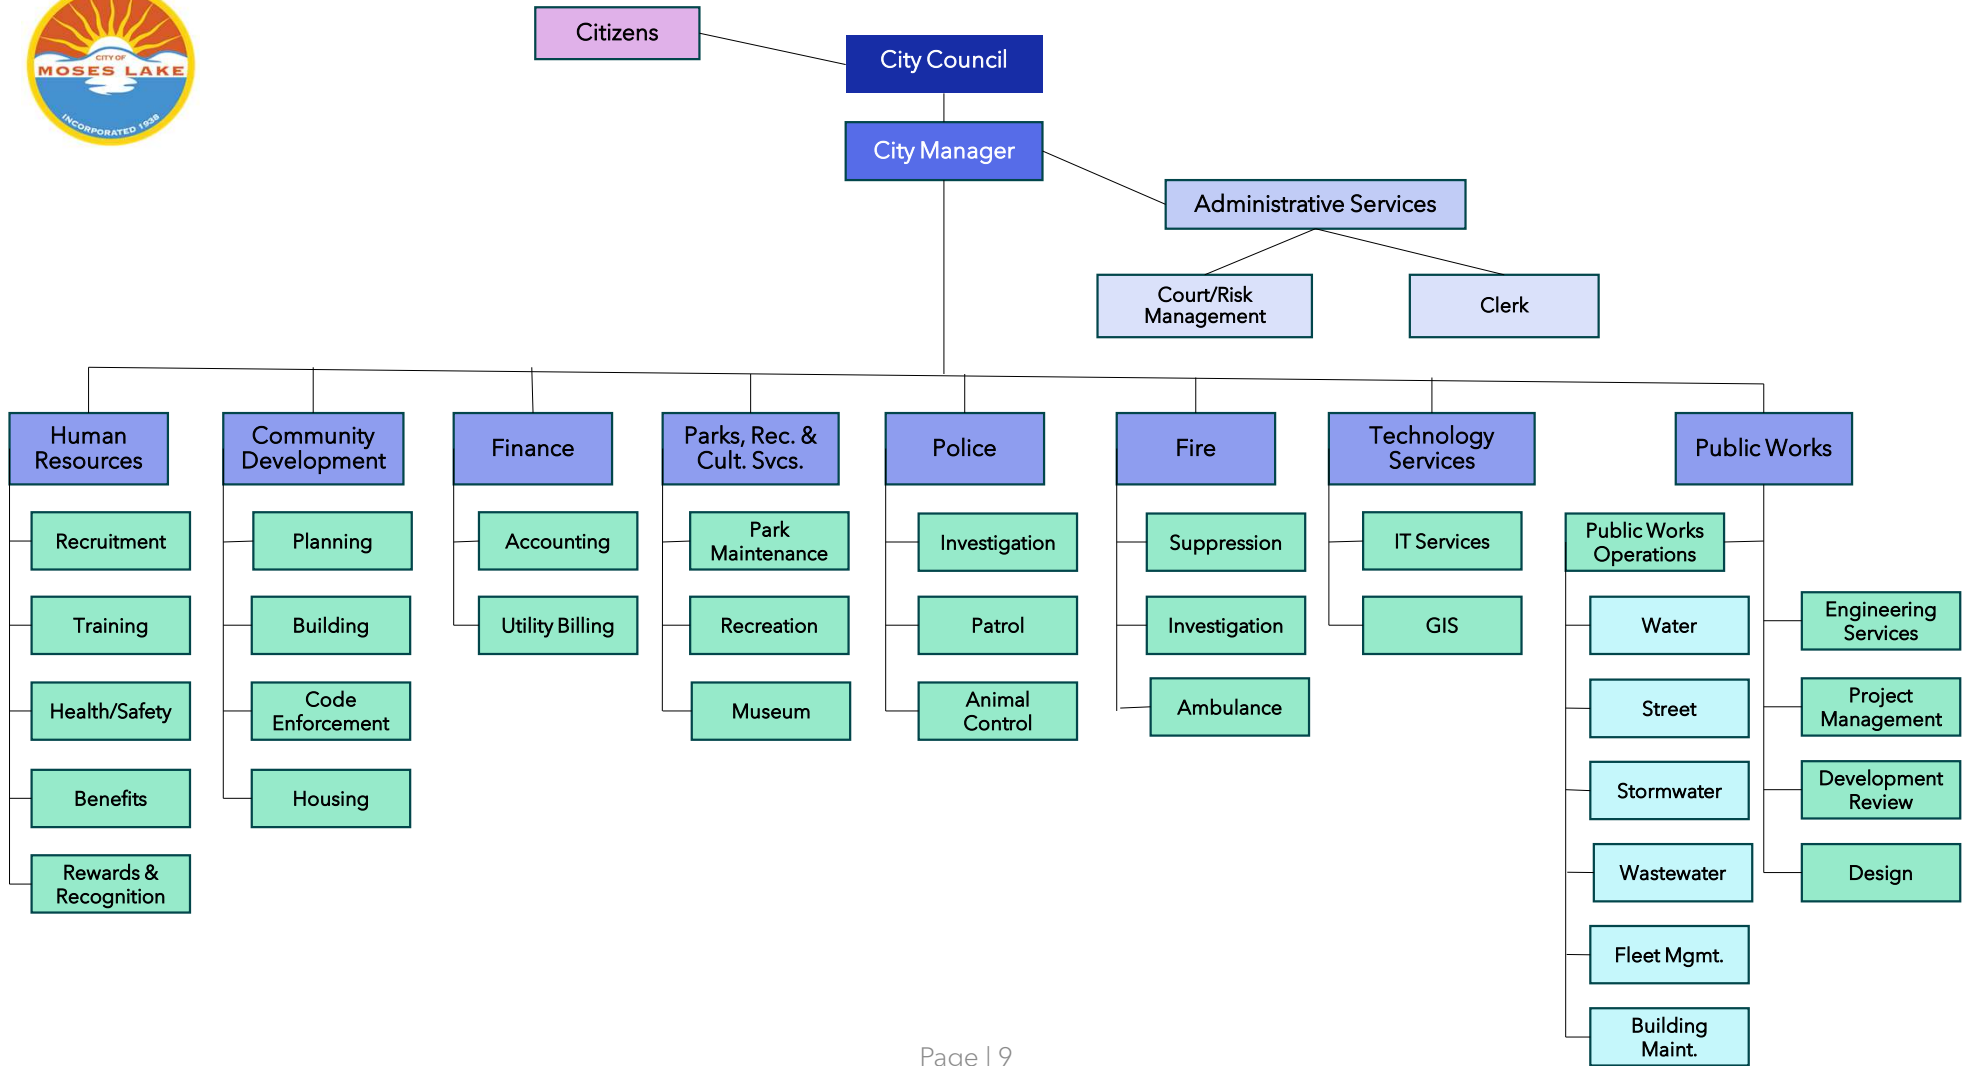 CITY OF
MOSES LAKE
INCORPORATED 1938
Citizens
City Council
City Manager
Administrative Services
Court/Risk
Management
Clerk
Human
Resources
Community
Development
Finance
Parks, Rec. &
Cult. Svcs.
Police
Fire
Technology
Services
Public Works
Recruitment
Training
Health/Safety
Benefits
Rewards &
Recognition
Planning
Building
Code
Enforcement
Housing
Accounting
Utility Billing
Park
Maintenance
Recreation
Museum
Investigation
Patrol
Animal
Control
Suppression
Investigation
Ambulance
IT Services
GIS
Public Works
Operations
Water
Street
Stormwater
Wastewater
Fleet Mgmt.
Building
Maint.
Engineering
Services
Project
Management
Development
Review
Design
Page | 9